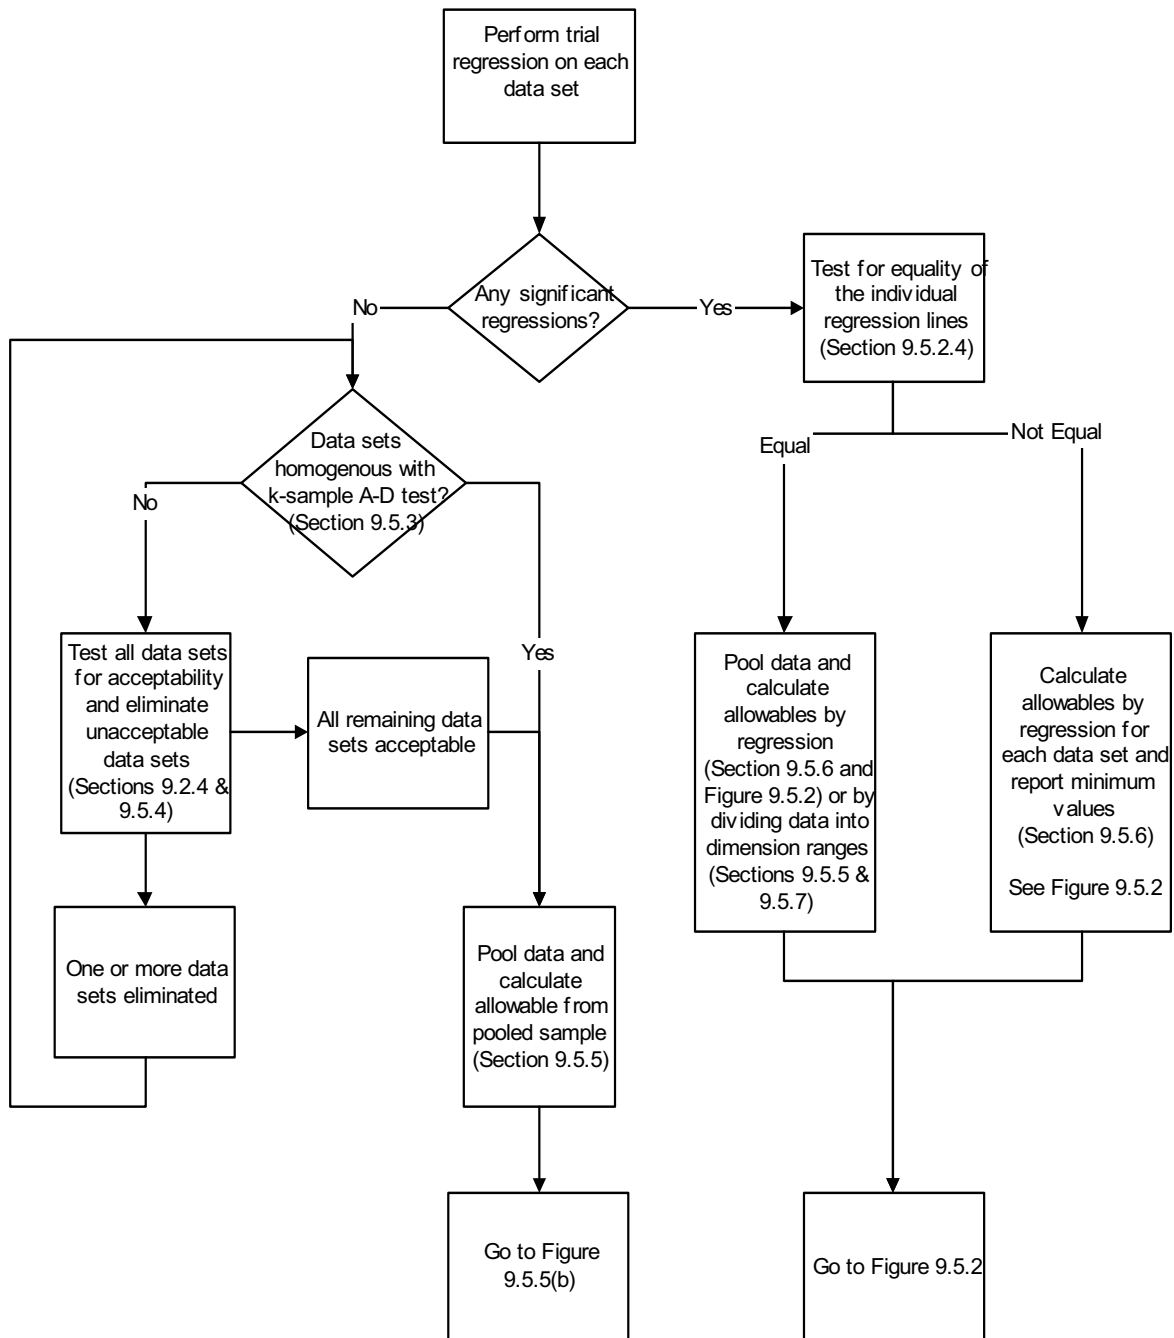 Perform trial
regression on each
data set
Any significant
regressions?
No
Yes
Test for equality of
the individual
regression lines
(Section 9.5.2.4)
Data sets
homogenous with
k-sample A-D test?
(Section 9.5.3)
Equal
Not Equal
No
Yes
Test all data sets
for acceptability
and eliminate
unacceptable
data sets
(Sections 9.2.4 &
9.5.4)
All remaining data
sets acceptable
Pool data and
calculate
allowables by
regression
(Section 9.5.6 and
Figure 9.5.2) or by
dividing data into
dimension ranges
(Sections 9.5.5 &
9.5.7)
Calculate
allowables by
regression for
each data set and
report minimum
values
(Section 9.5.6)
See Figure 9.5.2
One or more data
sets eliminated
Pool data and
calculate
allowable from
pooled sample
(Section 9.5.5)
Go to Figure
9.5.5(b)
Go to Figure 9.5.2